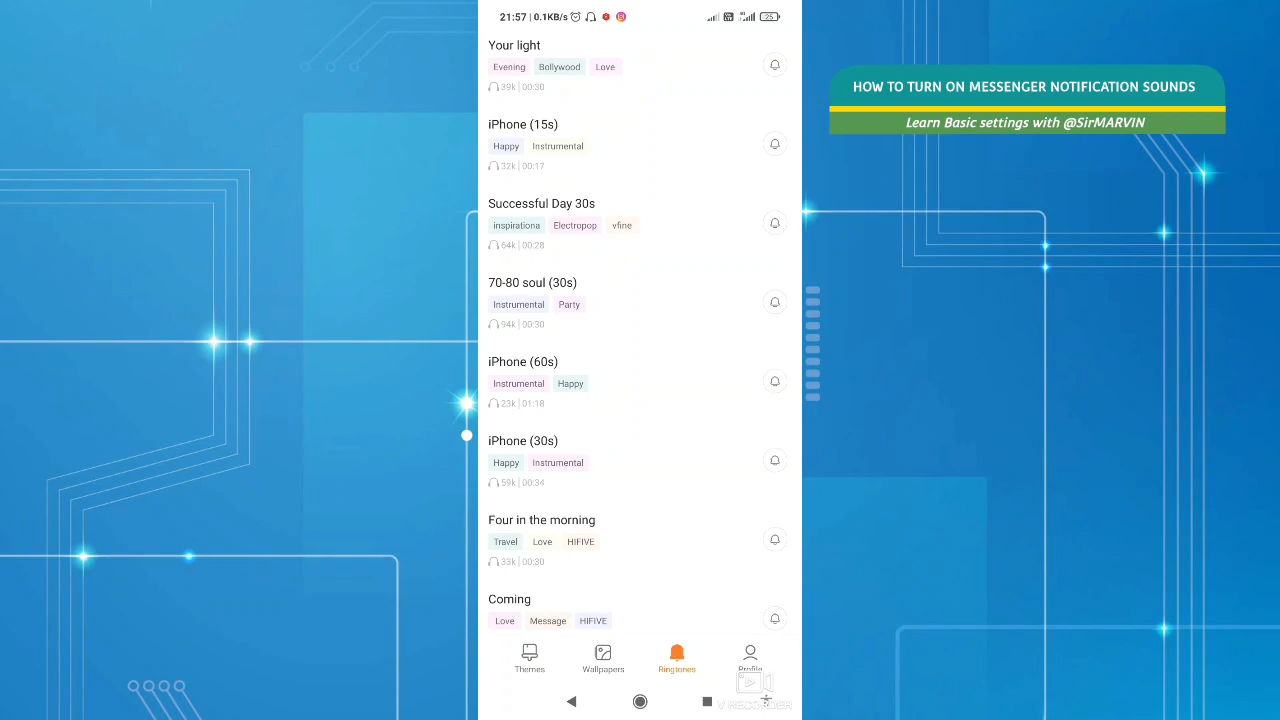 21:57 | 0.1KB/s
25
Your light
Evening Bollywood Love
39k | 00:30
iPhone (15s)
Happy Instrumental
32k | 00:17
Successful Day 30s
inspirationa Electropop vfine
64k | 00:28
70-80 soul (30s)
Instrumental Party
94k | 00:30
iPhone (60s)
Instrumental Happy
23k | 01:18
iPhone (30s)
Happy Instrumental
59k | 00:34
Four in the morning
Travel Love HIFIVE
33k | 00:30
Coming
Love Message HIFIVE
Themes Wallpapers Ringtones Profile
V RECORDER
HOW TO TURN ON MESSENGER NOTIFICATION SOUNDS
Learn Basic settings with @SirMARVIN